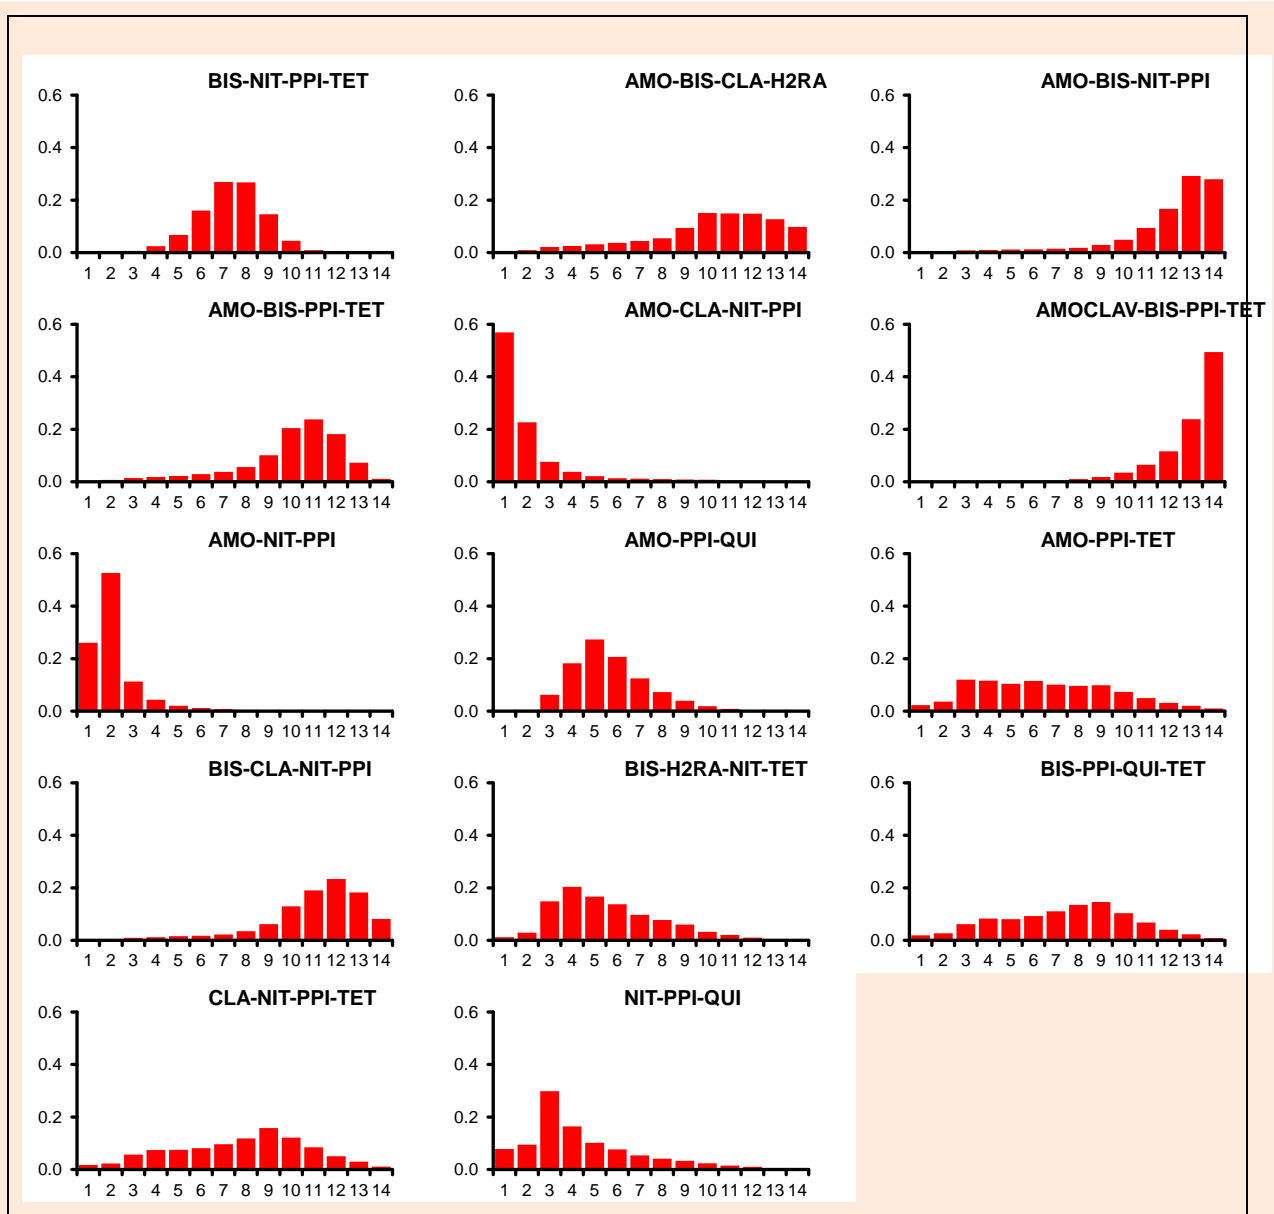 BIS-NIT-PPI-TET
0.6
0.4
0.2
0.0
1 2 3 4 5 6 7 8 9 10 11 12 13 14
AMO-BIS-CLA-H2RA
0.6
0.4
0.2
0.0
1 2 3 4 5 6 7 8 9 10 11 12 13 14
AMO-BIS-NIT-PPI
0.6
0.4
0.2
0.0
1 2 3 4 5 6 7 8 9 10 11 12 13 14
AMO-BIS-PPI-TET
0.6
0.4
0.2
0.0
1 2 3 4 5 6 7 8 9 10 11 12 13 14
AMO-CLA-NIT-PPI
0.6
0.4
0.2
0.0
1 2 3 4 5 6 7 8 9 10 11 12 13 14
AMOCLAV-BIS-PPI-TET
0.6
0.4
0.2
0.0
1 2 3 4 5 6 7 8 9 10 11 12 13 14
AMO-NIT-PPI
0.6
0.4
0.2
0.0
1 2 3 4 5 6 7 8 9 10 11 12 13 14
AMO-PPI-QUI
0.6
0.4
0.2
0.0
1 2 3 4 5 6 7 8 9 10 11 12 13 14
AMO-PPI-TET
0.6
0.4
0.2
0.0
1 2 3 4 5 6 7 8 9 10 11 12 13 14
BIS-CLA-NIT-PPI
0.6
0.4
0.2
0.0
1 2 3 4 5 6 7 8 9 10 11 12 13 14
BIS-H2RA-NIT-TET
0.6
0.4
0.2
0.0
1 2 3 4 5 6 7 8 9 10 11 12 13 14
BIS-PPI-QUI-TET
0.6
0.4
0.2
0.0
1 2 3 4 5 6 7 8 9 10 11 12 13 14
CLA-NIT-PPI-TET
0.6
0.4
0.2
0.0
1 2 3 4 5 6 7 8 9 10 11 12 13 14
NIT-PPI-QUI
0.6
0.4
0.2
0.0
1 2 3 4 5 6 7 8 9 10 11 12 13 14